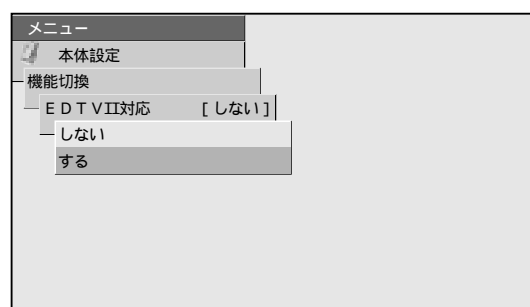 メニュー
本体設定
機能切換
ＥＤＴＶⅡ対応　　［しない］
しない
する